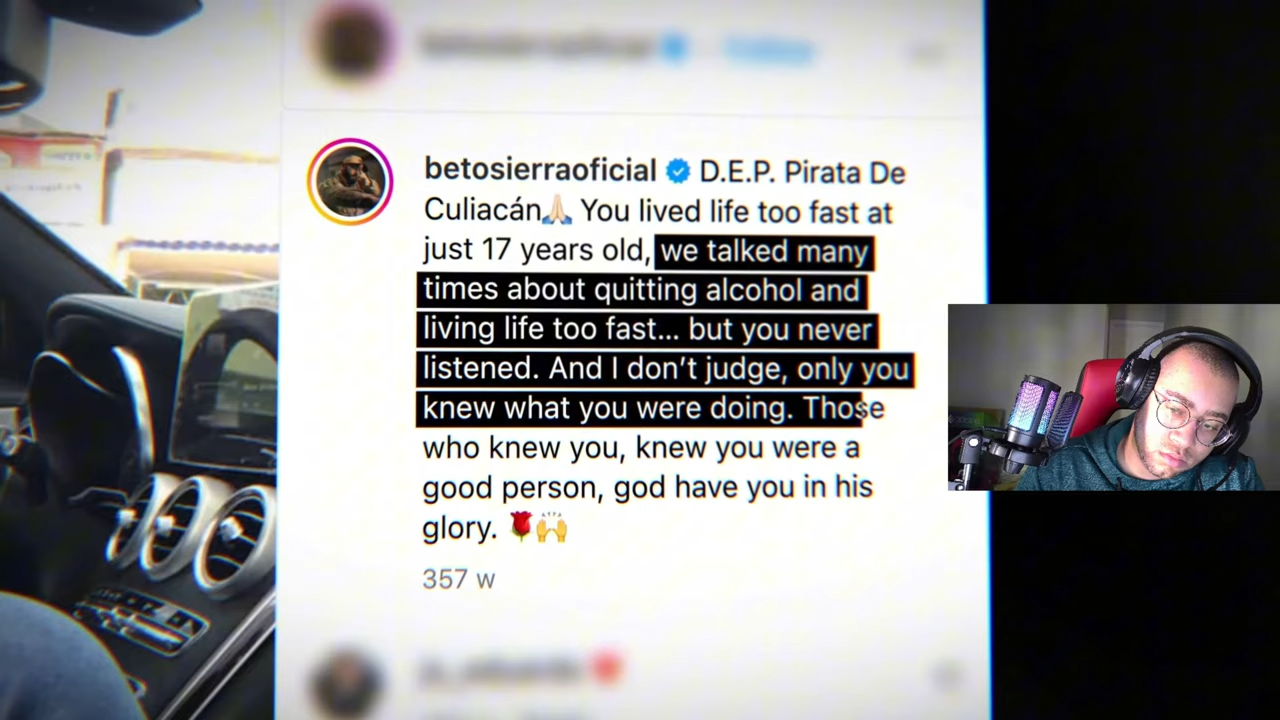 betosierraoficial D.E.P. Pirata De
Culiacán🙏🏻 You lived life too fast at
just 17 years old, we talked many
times about quitting alcohol and
living life too fast... but you never
listened. And I don't judge, only you
knew what you were doing. Those
who knew you, knew you were a
good person, god have you in his
glory. 🌹🙌
357 w